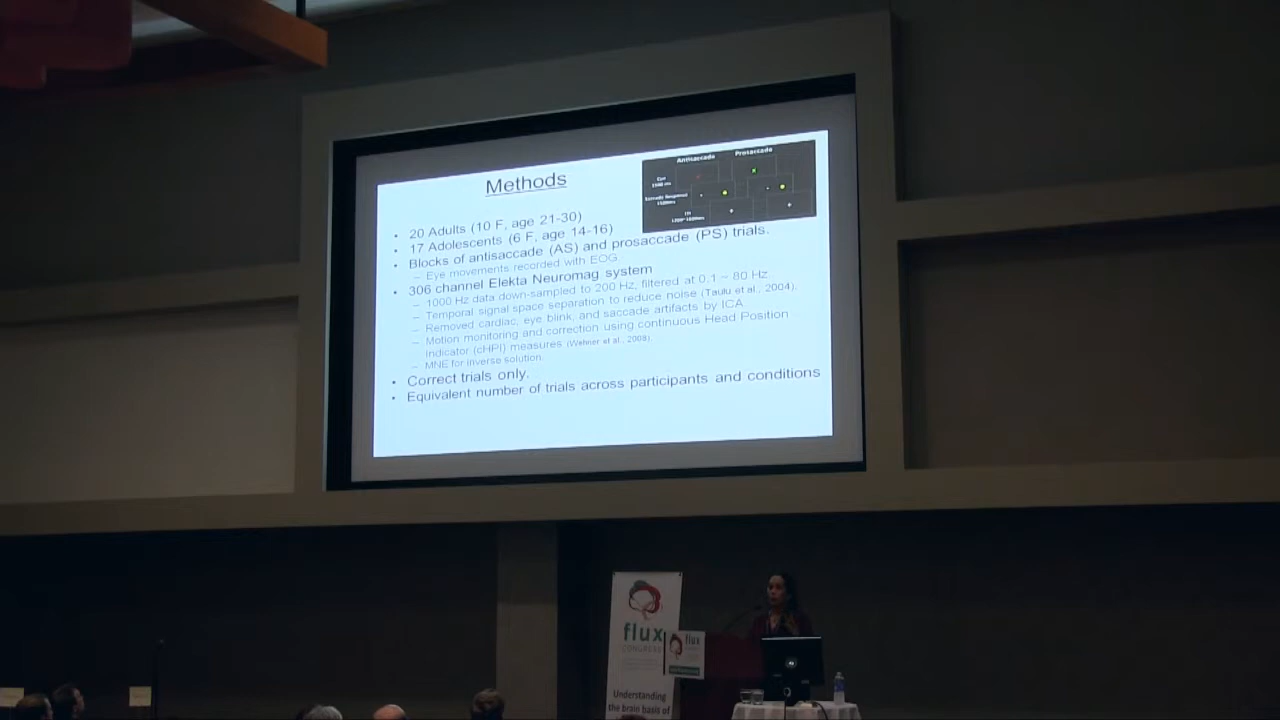 Methods
Antisaccade Prosaccade
• 20 Adults (10 F, age 21-30)
• 17 Adolescents (6 F, age 14-16)
• Blocks of antisaccade (AS) and prosaccade (PS) trials.
– Eye movements recorded with EOG
• 306 channel Elekta Neuromag system
– 1000 Hz data down-sampled to 200 Hz, filtered at 0.1 – 80 Hz
– Temporal signal space separation to reduce noise (Taulu et al., 2004).
– Removed cardiac, eye blink, and saccade artifacts by ICA
– Motion monitoring and correction using continuous Head Position
Indicator (cHPI) measures (Wehner et al., 2008).
– MNE for inverse solution.
• Correct trials only.
• Equivalent number of trials across participants and conditions
flux
CONGRESS
flux
Understanding
the brain basis of